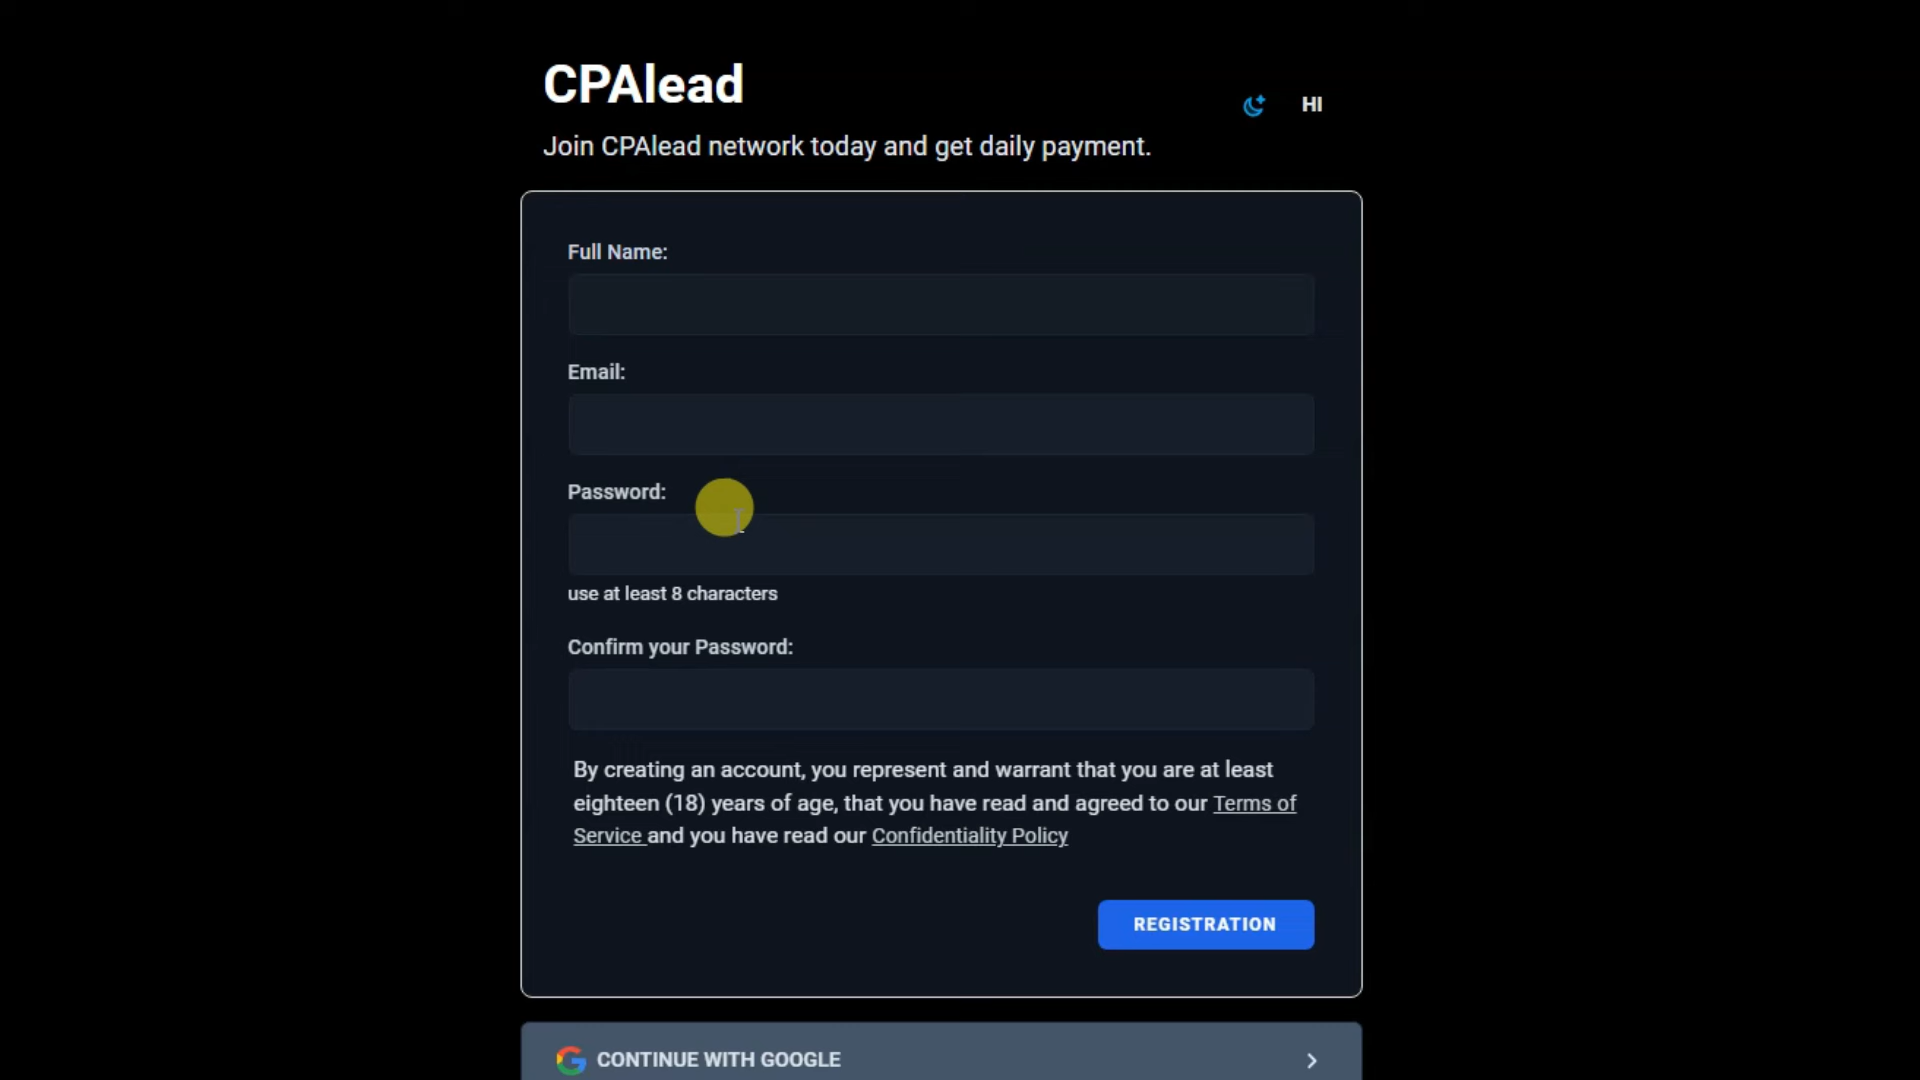 CPAlead
HI
Join CPAlead network today and get daily payment.
Full Name:
Email:
Password:
use at least 8 characters
Confirm your Password:
By creating an account, you represent and warrant that you are at least
eighteen (18) years of age, that you have read and agreed to our Terms of
Service and you have read our Confidentiality Policy
REGISTRATION
CONTINUE WITH GOOGLE